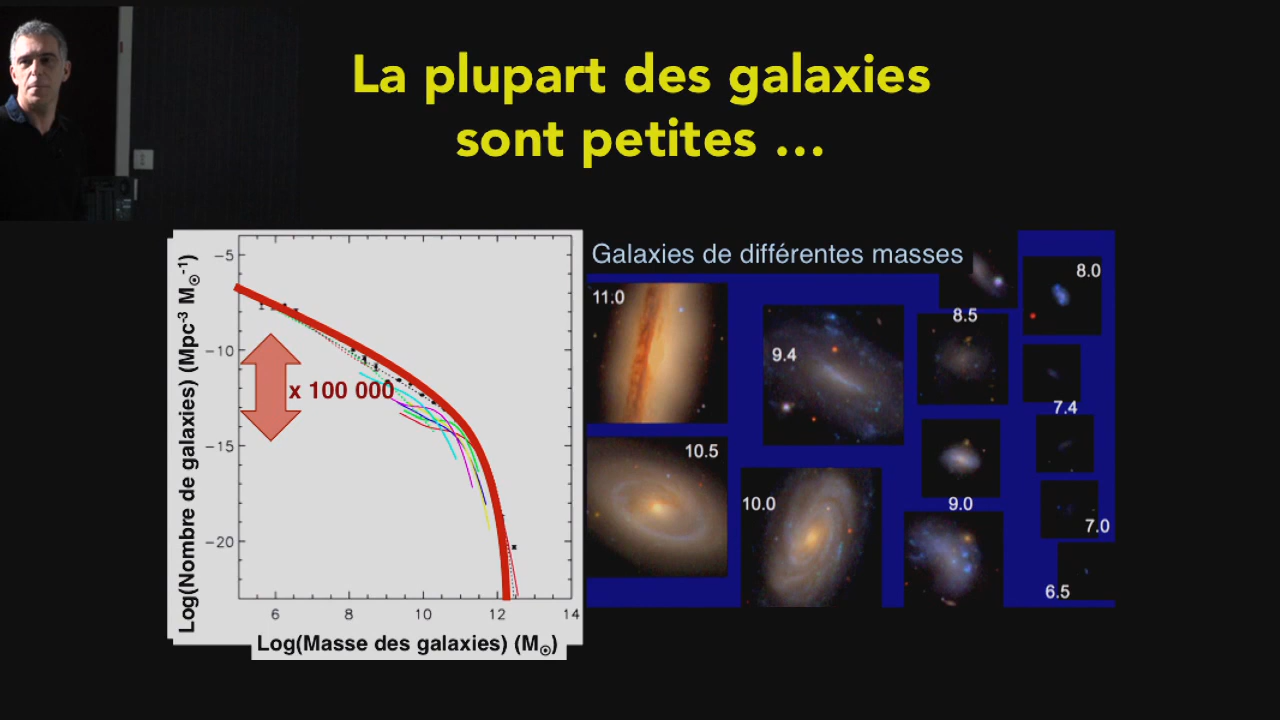 La plupart des galaxies
sont petites ...
Log(Nombre de galaxies) (Mpc⁻³ M⊙⁻¹)
−5
−10
−15
−20
x 100 000
6 8 10 12 14
Log(Masse des galaxies) (M⊙)
Galaxies de différentes masses
11.0
10.5
9.4
10.0
8.5
9.0
8.0
7.4
7.0
6.5